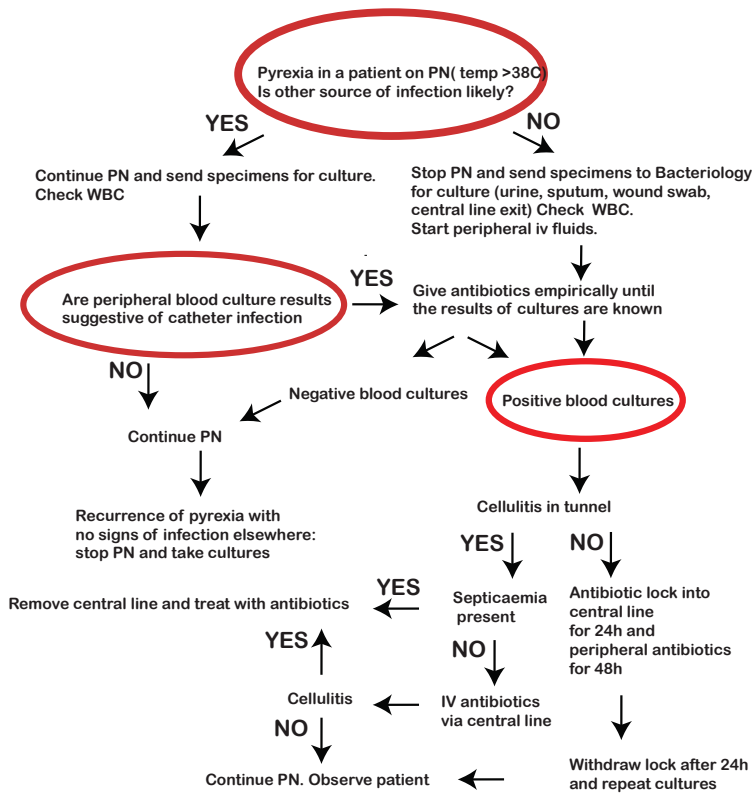 Pyrexia in a patient on PN( temp >38C)
Is other source of infection likely?
YES
NO
Continue PN and send specimens for culture.
Check WBC
Stop PN and send specimens to Bacteriology
for culture (urine, sputum, wound swab,
central line exit) Check WBC.
Start peripheral iv fluids.
Are peripheral blood culture results
suggestive of catheter infection
YES
Give antibiotics empirically until
the results of cultures are known
NO
Negative blood cultures
Positive blood cultures
Continue PN
Recurrence of pyrexia with
no signs of infection elsewhere:
stop PN and take cultures
Cellulitis in tunnel
YES
NO
Remove central line and treat with antibiotics
YES
Septicaemia
present
Antibiotic lock into
central line
for 24h and
peripheral antibiotics
for 48h
YES
NO
Cellulitis
IV antibiotics
via central line
NO
Continue PN. Observe patient
Withdraw lock after 24h
and repeat cultures